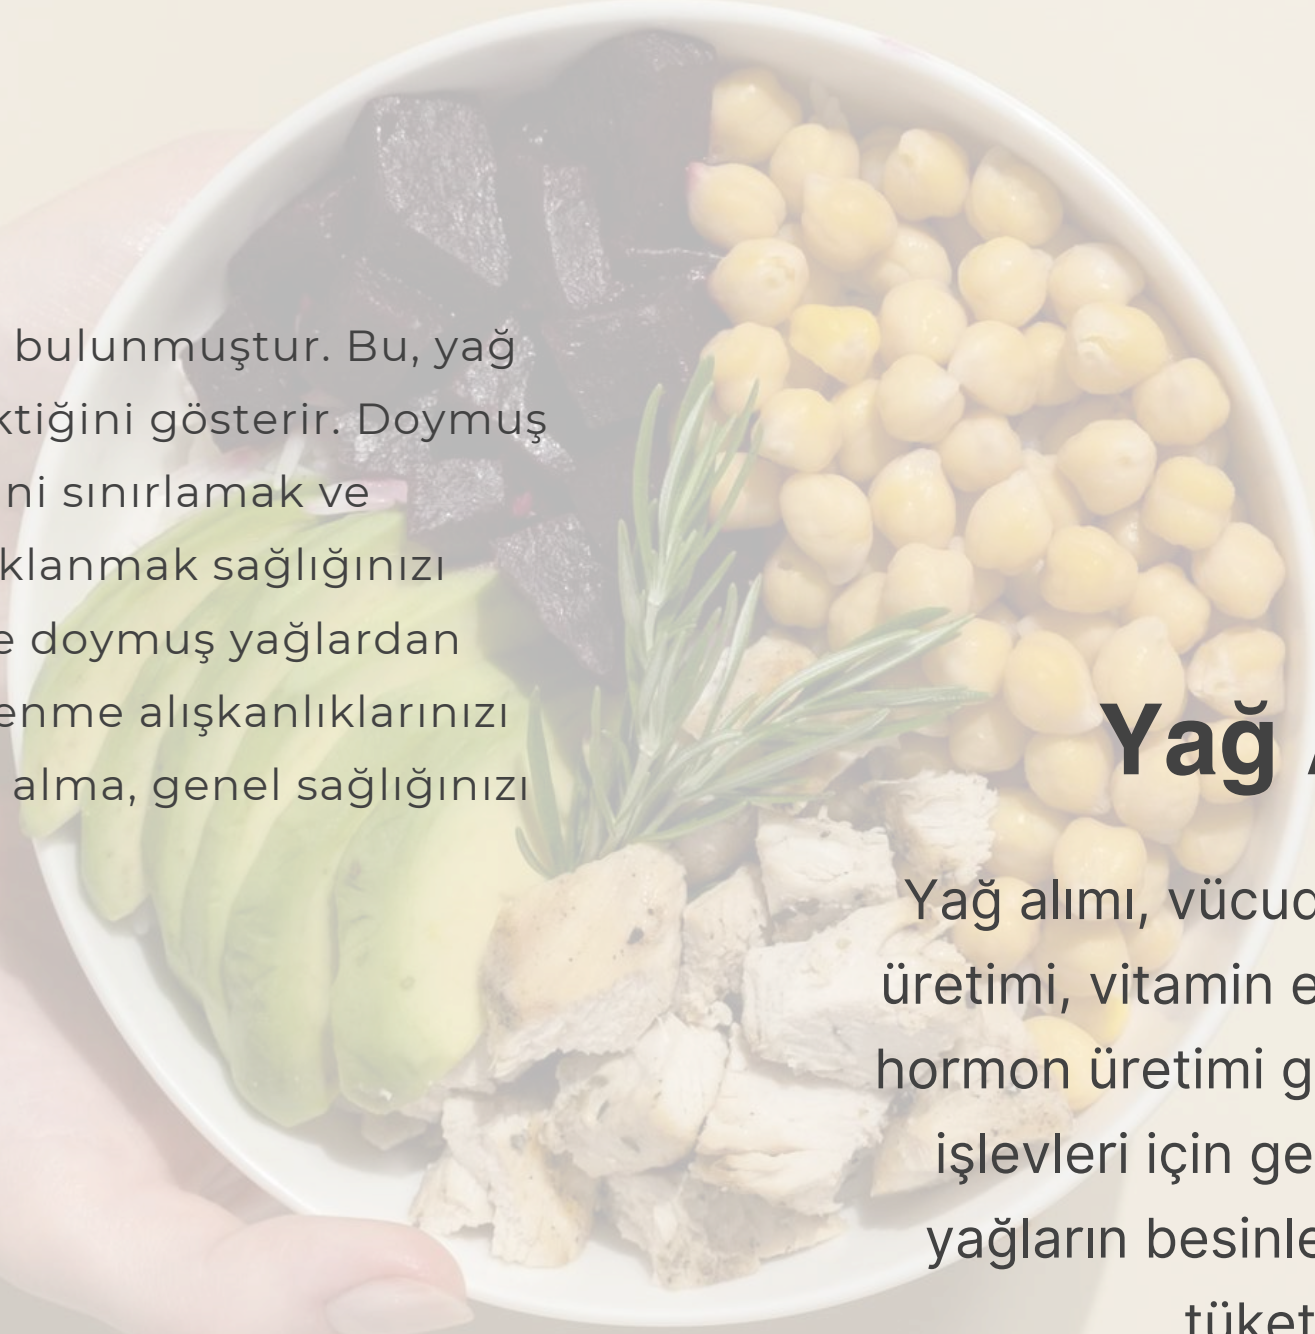 bulunmuştur. Bu, yağ
ktiğini gösterir. Doymuş
ni sınırlamak ve
klanmak sağlığınızı
e doymuş yağlardan
enme alışkanlıklarınızı
alma, genel sağlığınızı
Yağ
Yağ alımı, vücud
üretimi, vitamin e
hormon üretimi g
işlevleri için ge
yağların besinle
tüket